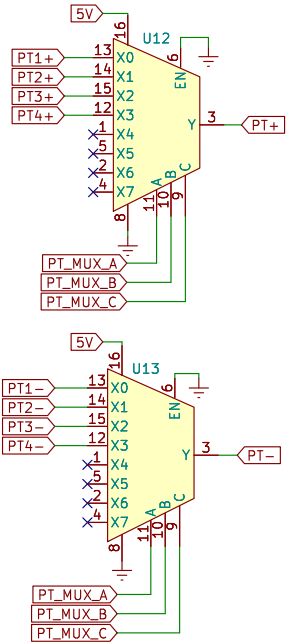 5V
16
U12
6
EN
PT1+ 13 X0
PT2+ 14 X1
PT3+ 15 X2
PT4+ 12 X3
Y 3 PT+
1 X4
5 X5
2 X6
4 X7
A B C
8 11 10 9
PT_MUX_A
PT_MUX_B
PT_MUX_C
5V
16
U13
6
EN
PT1- 13 X0
PT2- 14 X1
PT3- 15 X2
PT4- 12 X3
Y 3 PT-
1 X4
5 X5
2 X6
4 X7
A B C
8 11 10 9
PT_MUX_A
PT_MUX_B
PT_MUX_C